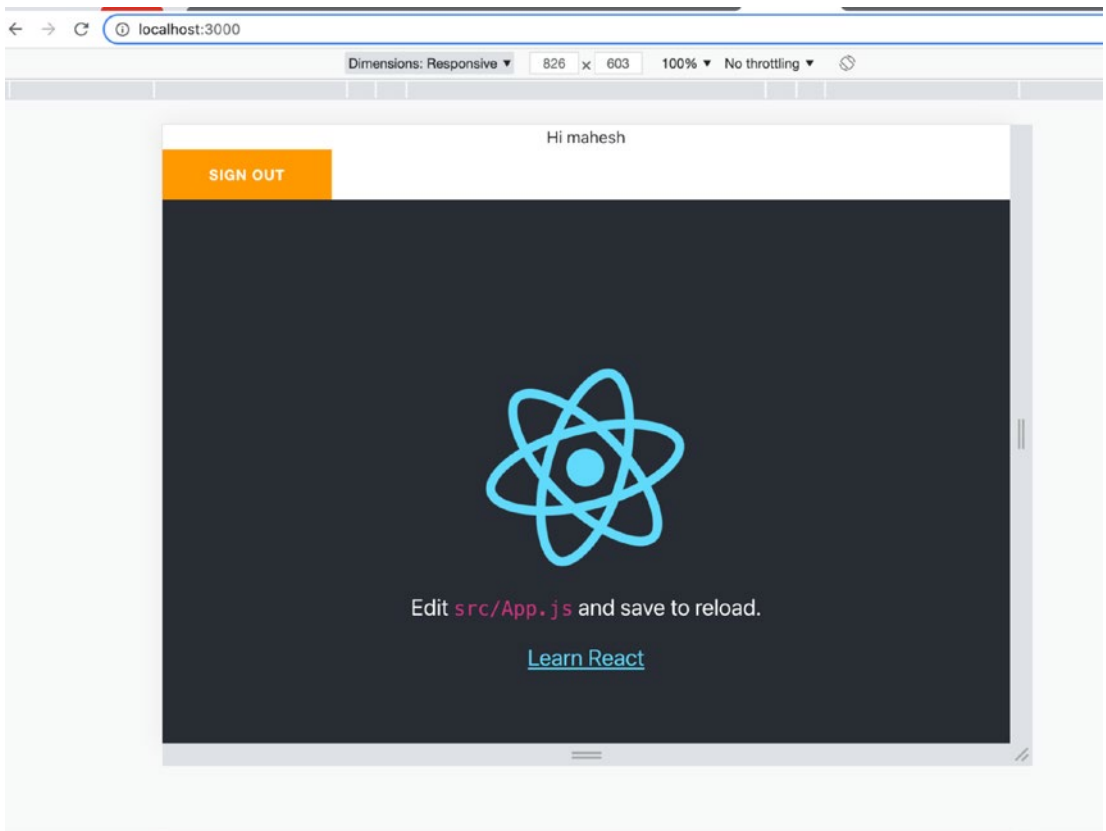 localhost:3000
Dimensions: Responsive ▼ 826 x 603 100% ▼ No throttling ▼
Hi mahesh
SIGN OUT
Edit src/App.js and save to reload.
Learn React